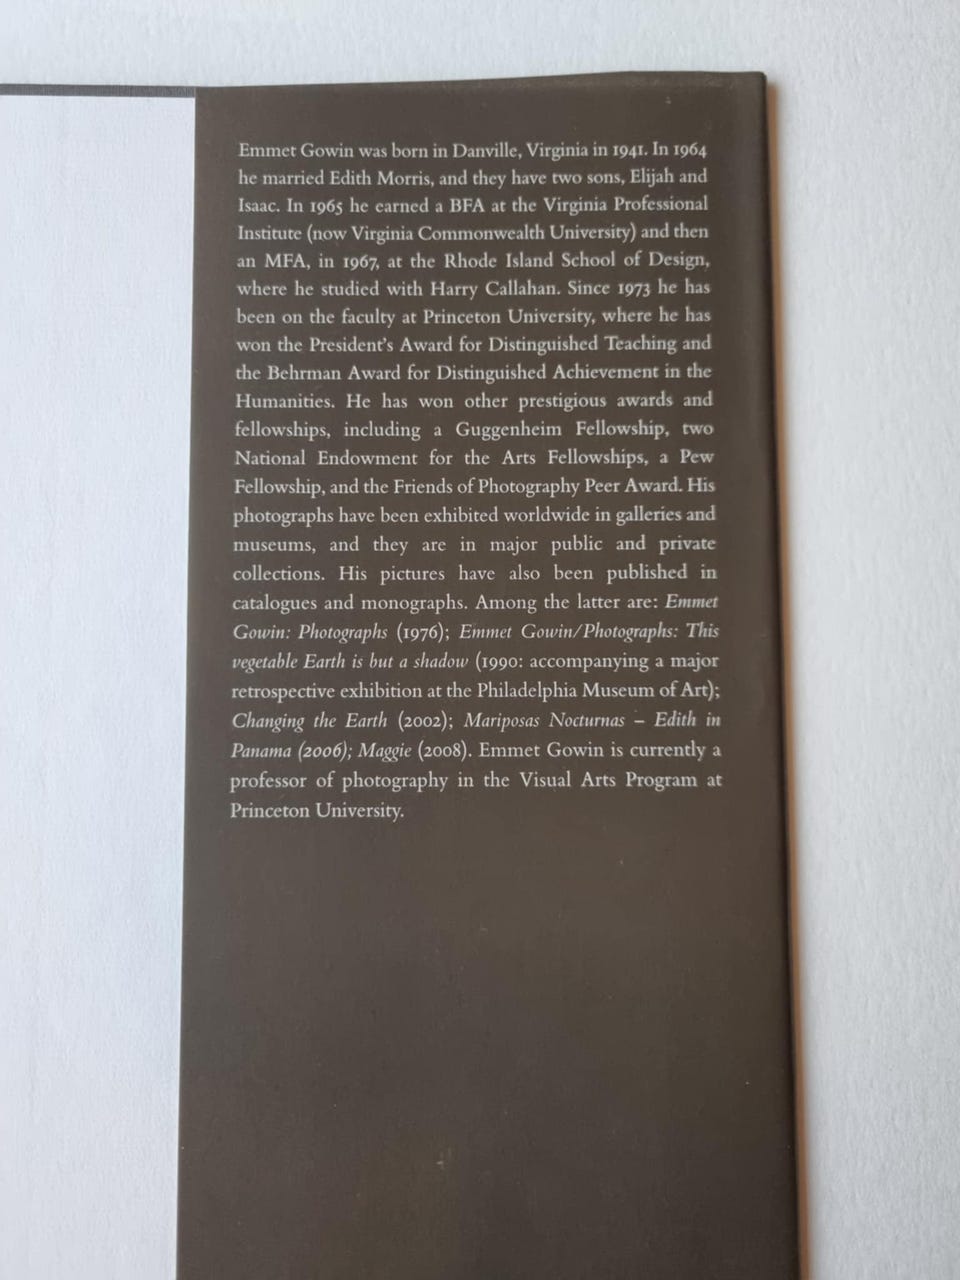 Emmet Gowin was born in Danville, Virginia in 1941. In 1964
he married Edith Morris, and they have two sons, Elijah and
Isaac. In 1965 he earned a BFA at the Virginia Professional
Institute (now Virginia Commonwealth University) and then
an MFA, in 1967, at the Rhode Island School of Design,
where he studied with Harry Callahan. Since 1973 he has
been on the faculty at Princeton University, where he has
won the President's Award for Distinguished Teaching and
the Behrman Award for Distinguished Achievement in the
Humanities. He has won other prestigious awards and
fellowships, including a Guggenheim Fellowship, two
National Endowment for the Arts Fellowships, a Pew
Fellowship, and the Friends of Photography Peer Award. His
photographs have been exhibited worldwide in galleries and
museums, and they are in major public and private
collections. His pictures have also been published in
catalogues and monographs. Among the latter are: Emmet
Gowin: Photographs (1976); Emmet Gowin/Photographs: This
vegetable Earth is but a shadow (1990: accompanying a major
retrospective exhibition at the Philadelphia Museum of Art);
Changing the Earth (2002); Mariposas Nocturnas – Edith in
Panama (2006); Maggie (2008). Emmet Gowin is currently a
professor of photography in the Visual Arts Program at
Princeton University.